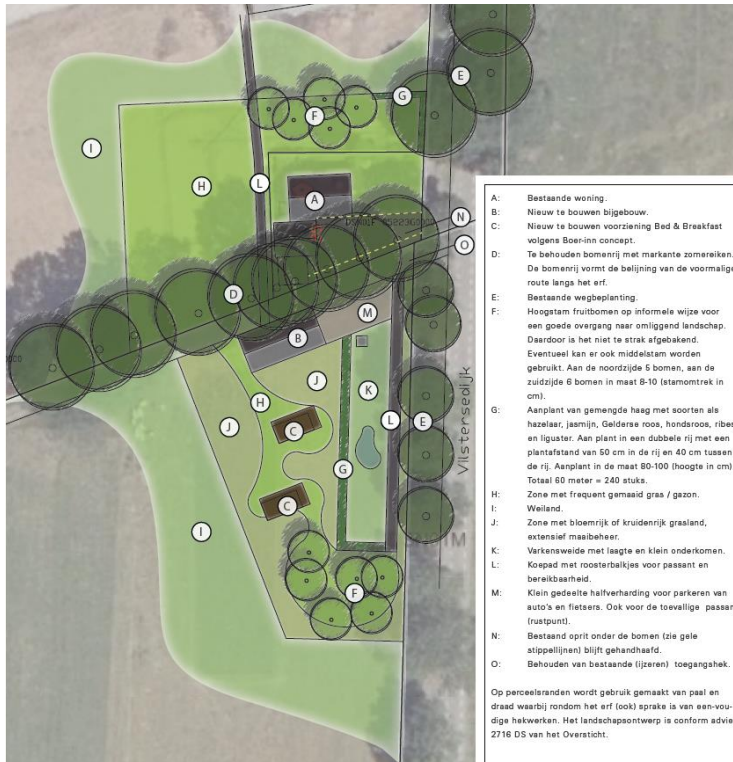 E
G
F
I
H
L
A
N
O
D
M
B
J
K
H
J
C
L
E
G
C
I
F
Vilstersedijk
A: Bestaande woning.
B: Nieuw te bouwen bijgebouw.
C: Nieuw te bouwen voorziening Bed & Breakfast
volgens Boer-inn concept.
D: Te behouden bomenrij met markante zomereiken.
De bomenrij vormt de belijning van de voormalige
route langs het erf.
E: Bestaande wegbeplanting.
F: Hoogstam fruitbomen op informele wijze voor
een goede overgang naar omliggend landschap.
Daardoor is het niet te strak afgebakend.
Eventueel kan er ook middelstam worden
gebruikt. Aan de noordzijde 5 bomen, aan de
zuidzijde 6 bomen in maat 8-10 (stamomtrek in
cm).
G: Aanplant van gemengde haag met soorten als
hazelaar, jasmijn, Gelderse roos, hondsroos, ribes
en liguster. Aan plant in een dubbele rij met een
plantafstand van 50 cm in de rij en 40 cm tussen
de rij. Aanplant in de maat 80-100 (hoogte in cm)
Totaal 60 meter = 240 stuks.
H: Zone met frequent gemaaid gras / gazon.
I: Weiland.
J: Zone met bloemrijk of kruidenrijk grasland,
extensief maaibeheer.
K: Varkensweide met laagte en klein onderkomen.
L: Koepad met roosterbalkjes voor passant en
bereikbaarheid.
M: Klein gedeelte halfverharding voor parkeren van
auto's en fietsers. Ook voor de toevallige passan
(rustpunt).
N: Bestaand oprit onder de bomen (zie gele
stippellijnen) blijft gehandhaafd.
O: Behouden van bestaande (ijzeren) toegangshek.
Op perceelsranden wordt gebruik gemaakt van paal en
draad waarbij rondom het erf (ook) sprake is van een-vou-
dige hekwerken. Het landschapsontwerp is conform advie
2716 DS van het Oversticht.